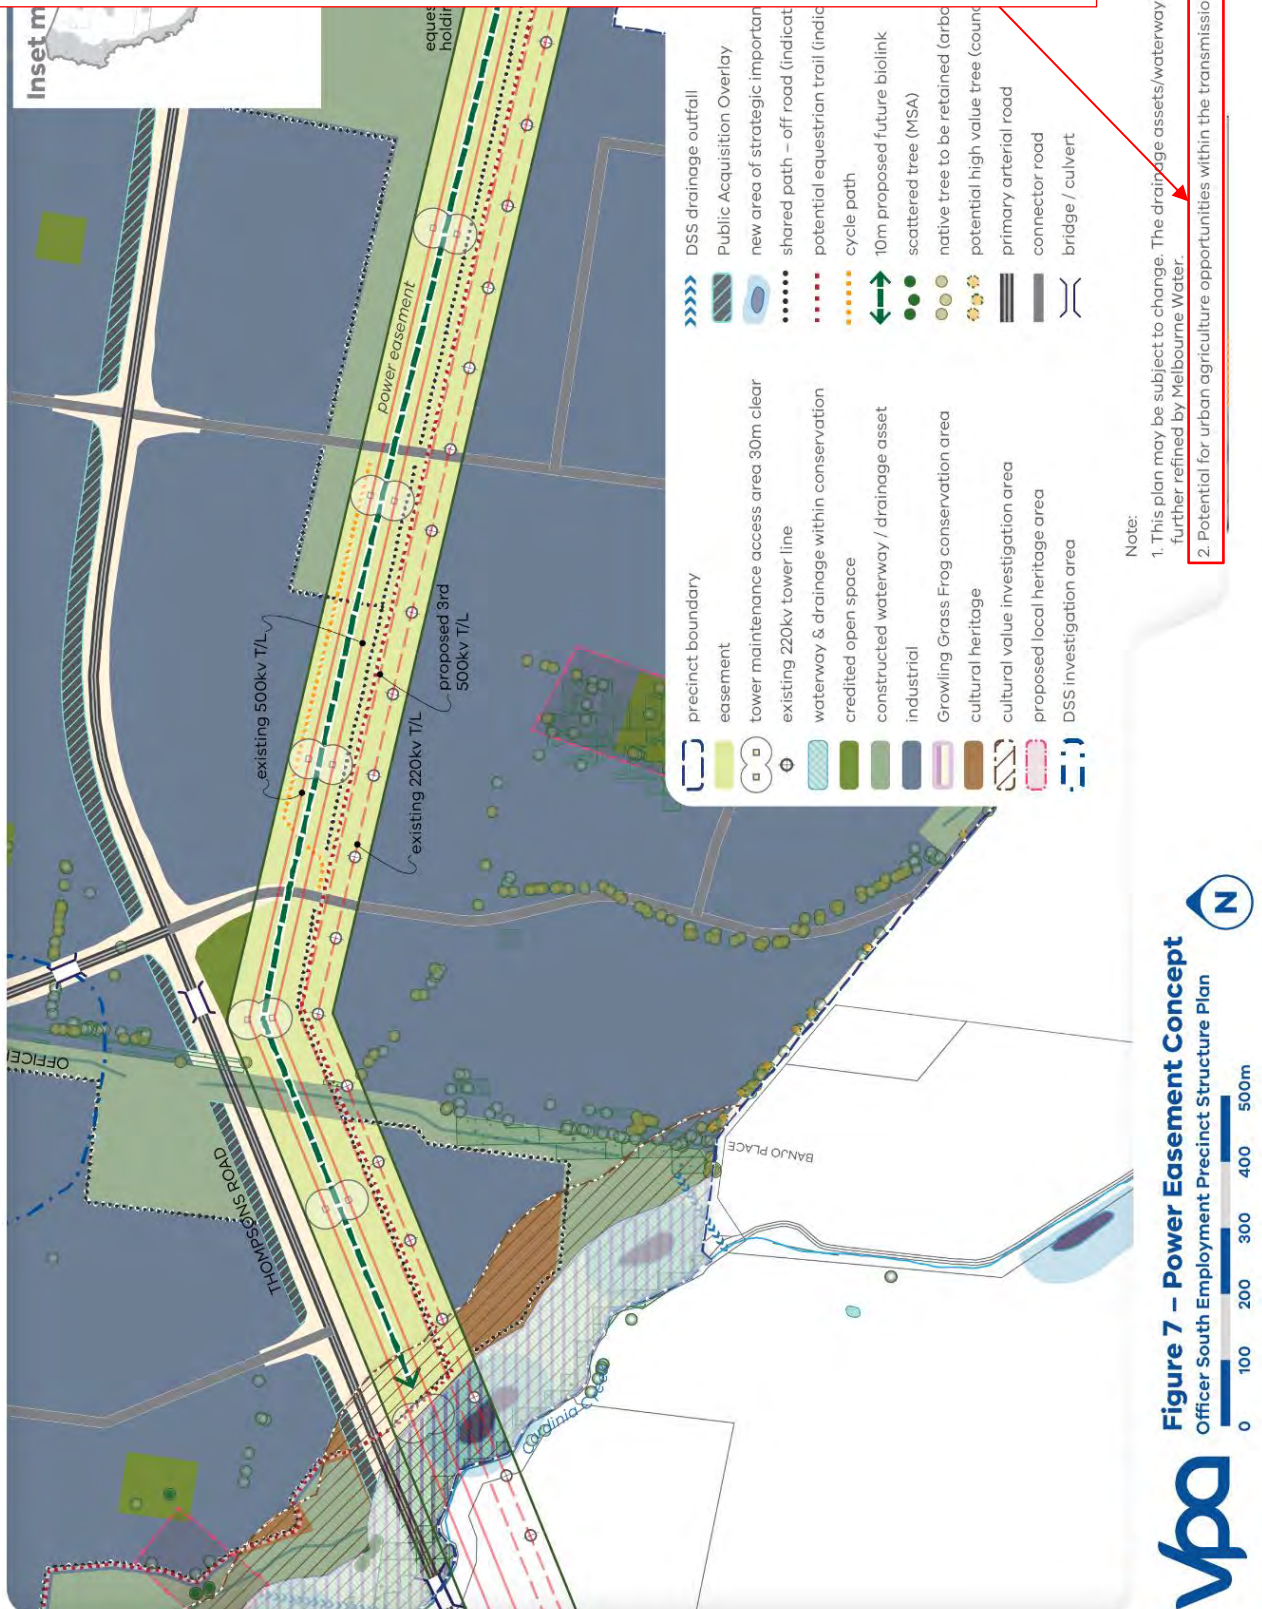 Inset m
eques
holdin
power easement
existing 500kv T/L
proposed 3rd
500kv T/L
existing 220kv T/L
OFFICER
THOMPSONS ROAD
BANJO PLACE
Cardinia Cree
precinct boundary
easement
tower maintenance access area 30m clear
existing 220kv tower line
waterway & drainage within conservation
credited open space
constructed waterway / drainage asset
industrial
Growling Grass Frog conservation area
cultural heritage
cultural value investigation area
proposed local heritage area
DSS investigation area
DSS drainage outfall
Public Acquisition Overlay
new area of strategic importan
shared path – off road (indicat
potential equestrian trail (indic
cycle path
10m proposed future biolink
scattered tree (MSA)
native tree to be retained (arbo
potential high value tree (counc
primary arterial road
connector road
bridge / culvert
Note:
1. This plan may be subject to change. The drainage assets/waterway
further refined by Melbourne Water.
2. Potential for urban agriculture opportunities within the transmissio
vpa
Figure 7 – Power Easement Concept
Officer South Employment Precinct Structure Plan
0 100 200 300 400 500m
N